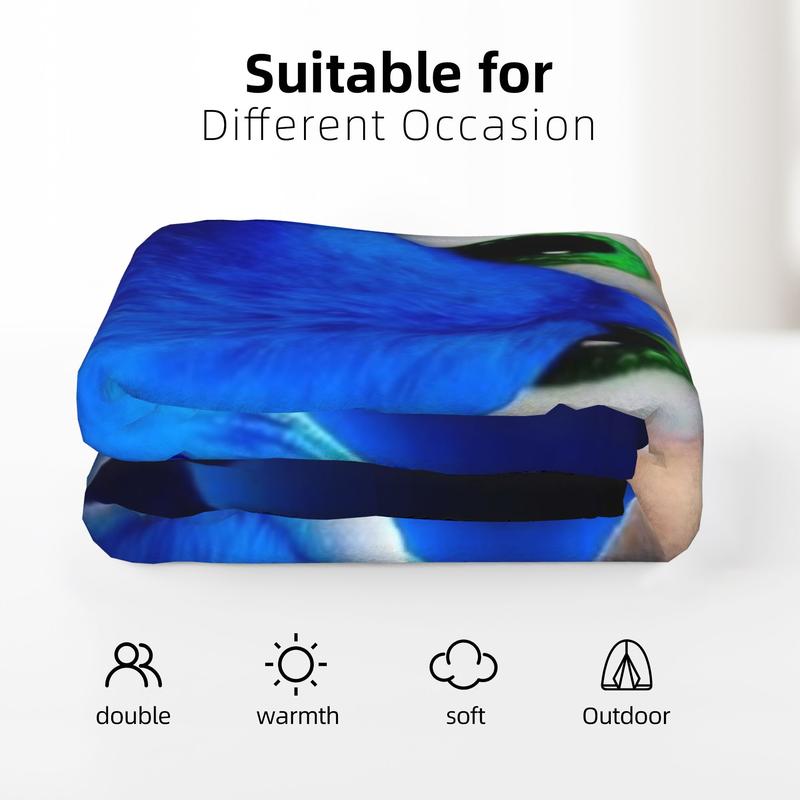 Suitable for
Different Occasion
double
warmth
soft
Outdoor